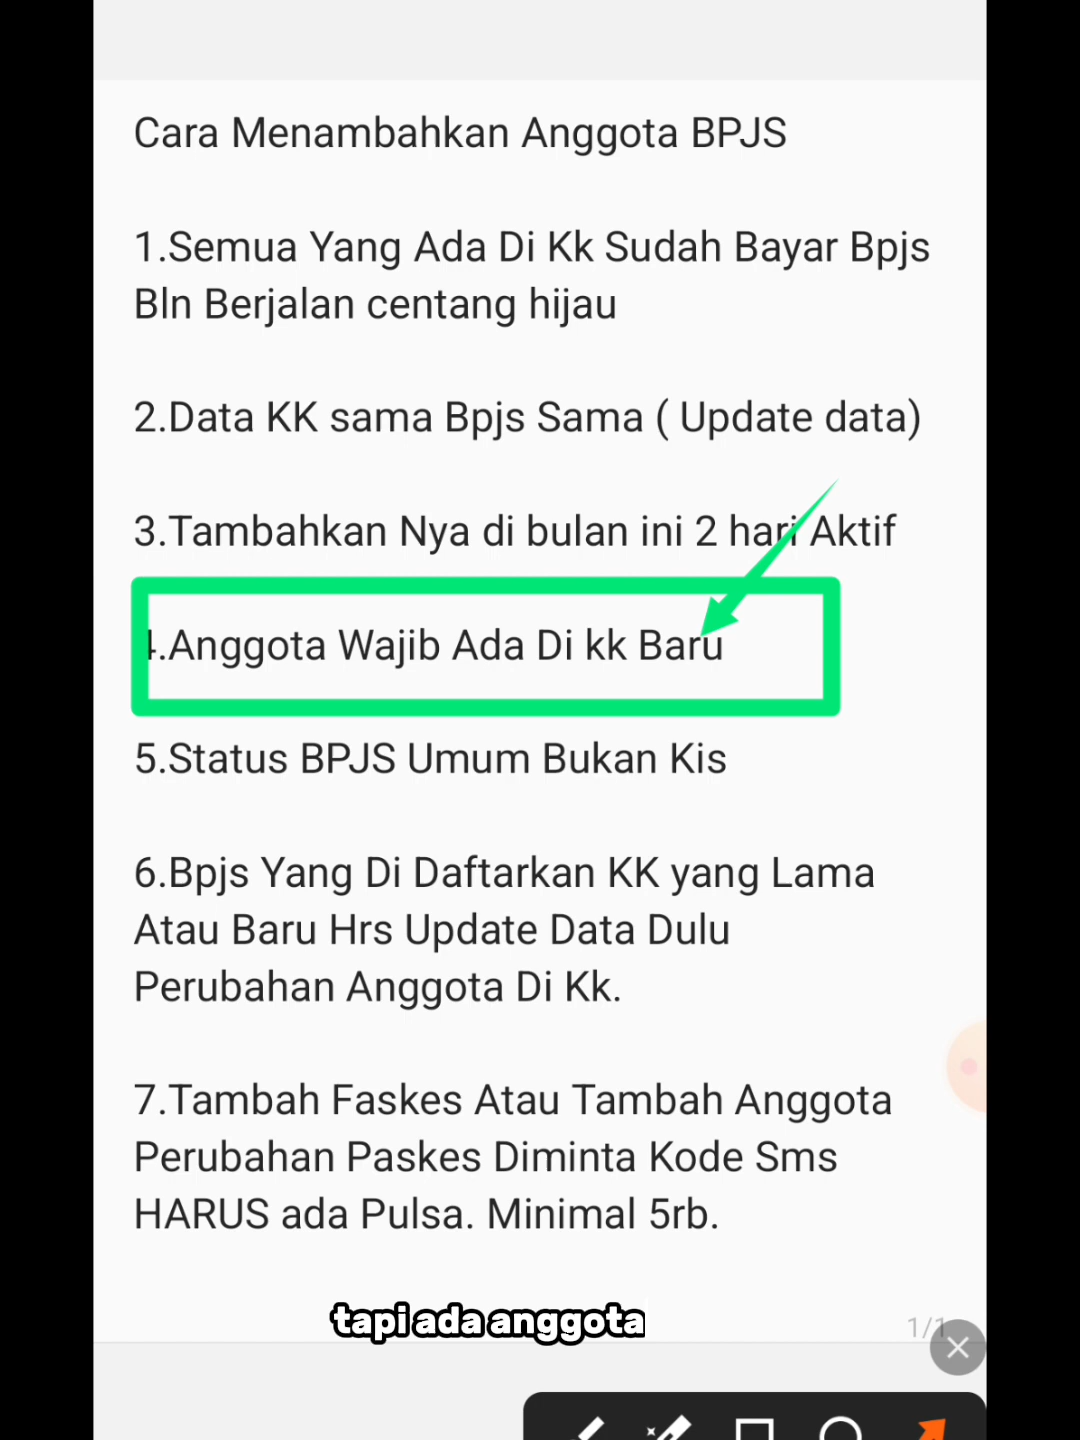 Cara Menambahkan Anggota BPJS
1.Semua Yang Ada Di Kk Sudah Bayar Bpjs
Bln Berjalan centang hijau
2.Data KK sama Bpjs Sama ( Update data)
3.Tambahkan Nya di bulan ini 2 hari Aktif
4.Anggota Wajib Ada Di kk Baru
5.Status BPJS Umum Bukan Kis
6.Bpjs Yang Di Daftarkan KK yang Lama
Atau Baru Hrs Update Data Dulu
Perubahan Anggota Di Kk.
7.Tambah Faskes Atau Tambah Anggota
Perubahan Paskes Diminta Kode Sms
HARUS ada Pulsa. Minimal 5rb.
tapi ada anggota
1/1